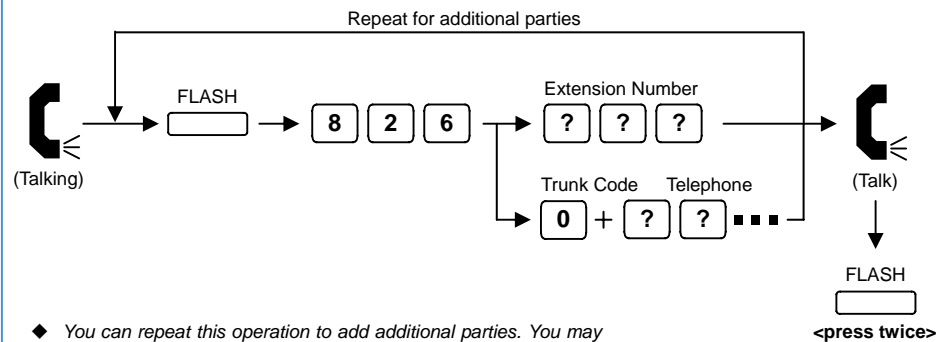 Repeat for additional parties
FLASH
8 2 6
Extension Number
? ? ?
(Talking)
Trunk Code Telephone
0 + ? ?
(Talk)
FLASH
<press twice>
◆ You can repeat this operation to add additional parties. You may